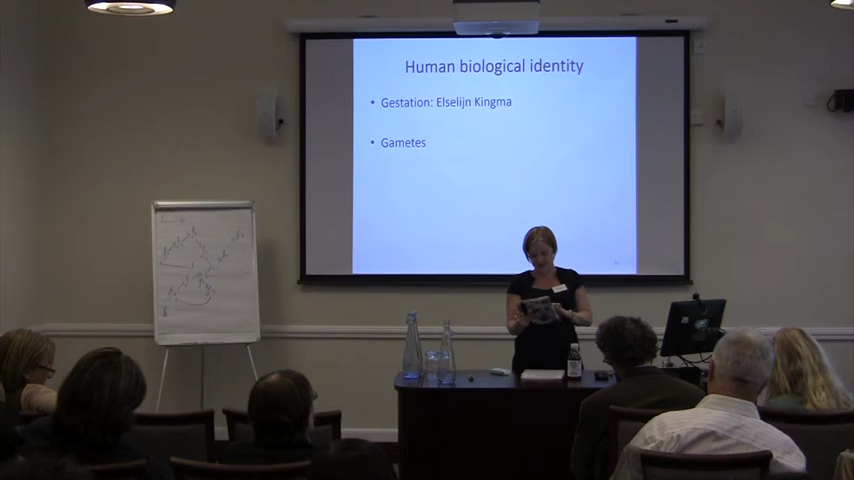 Human biological identity
• Gestation: Elselijn Kingma
• Gametes